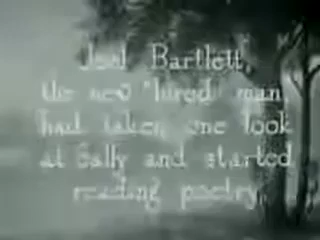 Joel Bartlett,
the new "hired" man,
had taken one look
at Sally and started
reading poetry